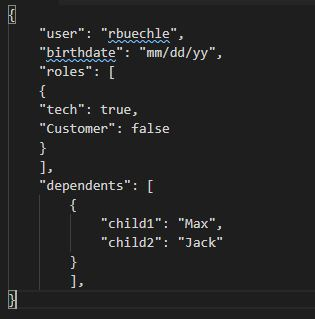 {
"user": "rbuechle",
"birthdate": "mm/dd/yy",
"roles": [
{
"tech": true,
"Customer": false
}
],
"dependents": [
{
"child1": "Max",
"child2": "Jack"
}
],
}